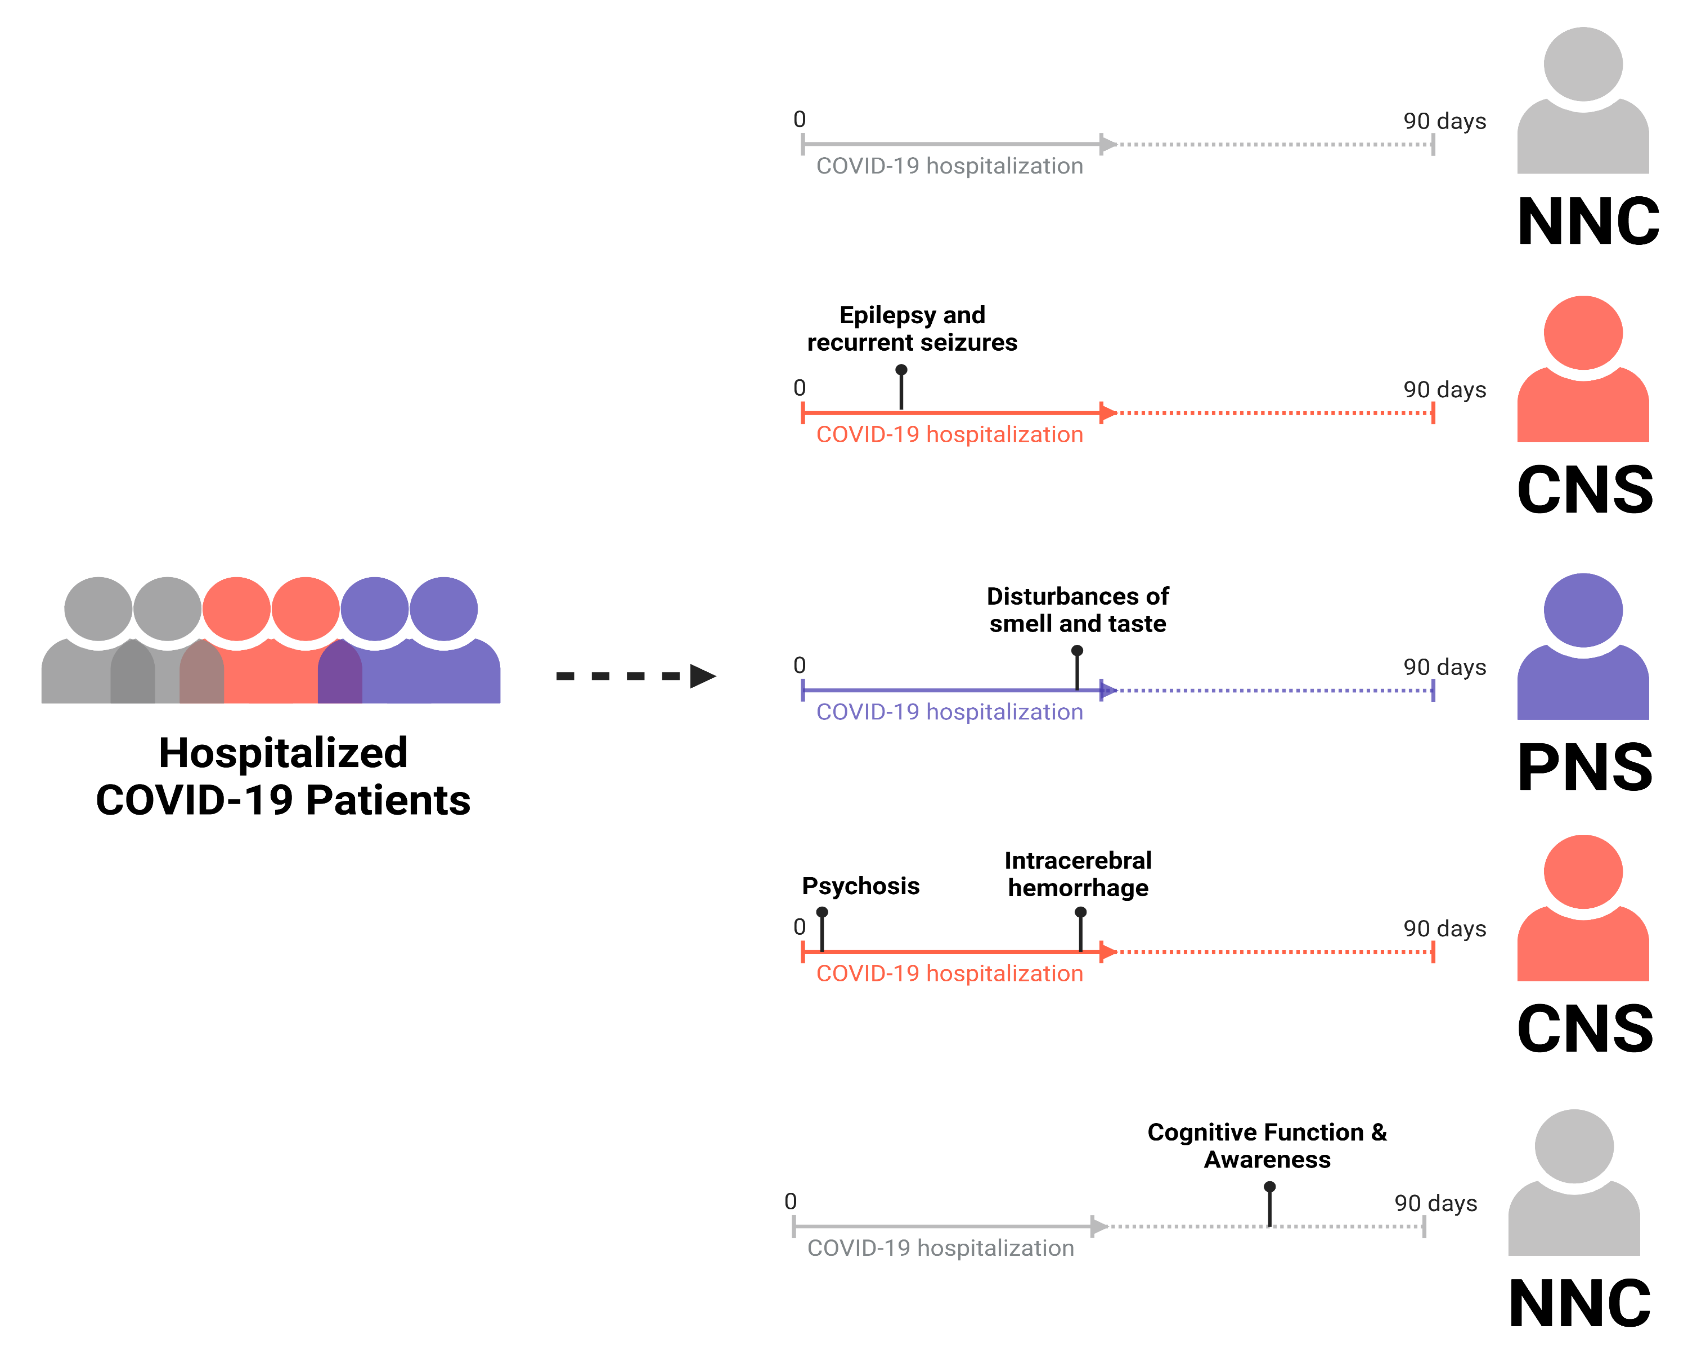 0
90 days
COVID-19 hospitalization
NNC
Epilepsy and
recurrent seizures
0
90 days
COVID-19 hospitalization
CNS
Hospitalized
COVID-19 Patients
Disturbances of
smell and taste
0
90 days
COVID-19 hospitalization
PNS
Psychosis
Intracerebral
hemorrhage
0
90 days
COVID-19 hospitalization
CNS
Cognitive Function &
Awareness
0
90 days
COVID-19 hospitalization
NNC